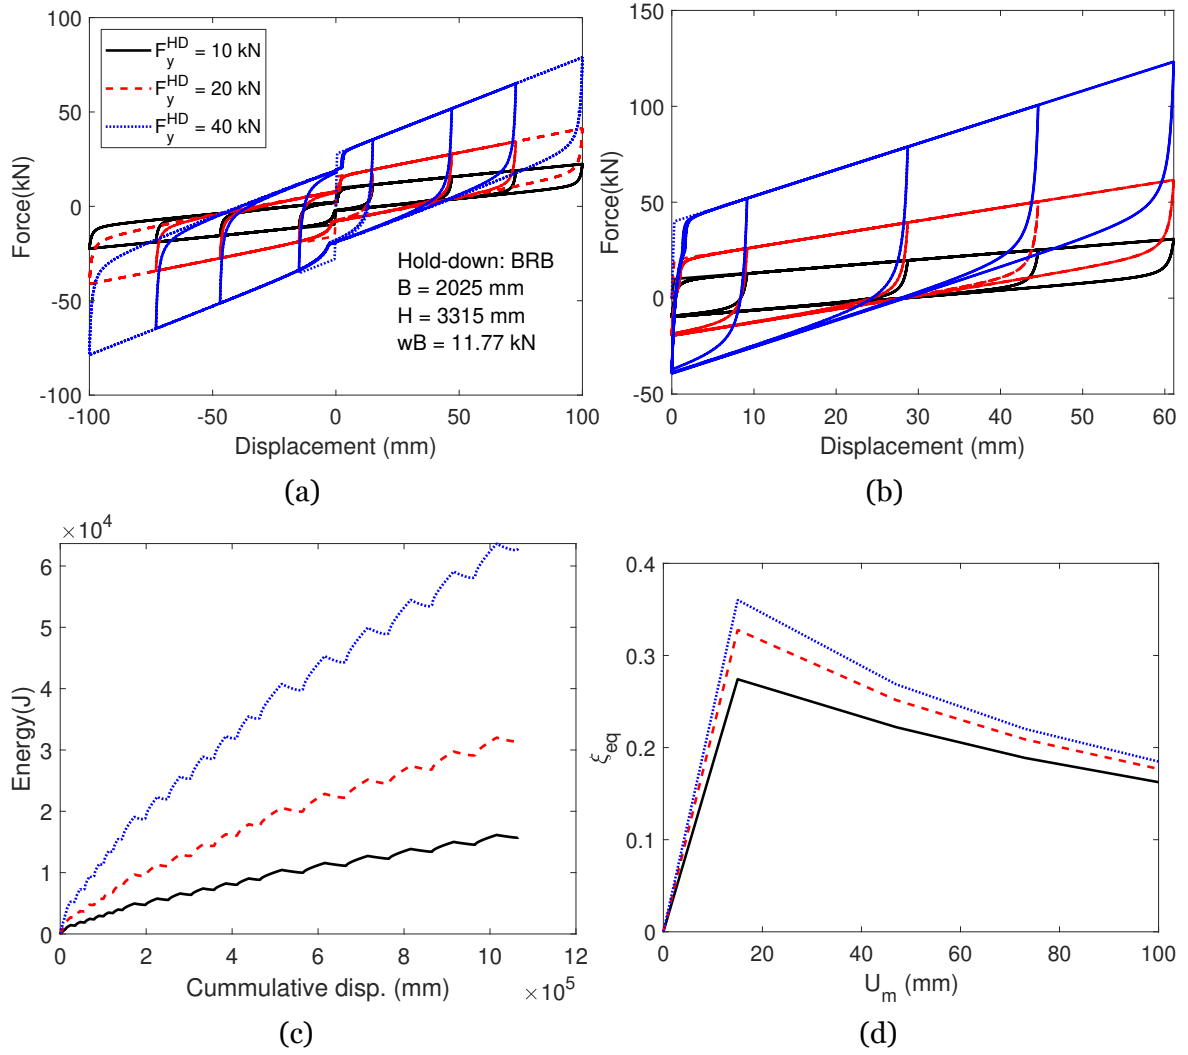 100
50
0
-50
-100
Force(kN)
F_y^HD = 10 kN
F_y^HD = 20 kN
F_y^HD = 40 kN
Hold-down: BRB
B = 2025 mm
H = 3315 mm
wB = 11.77 kN
-100 -50 0 50 100
Displacement (mm)
(a)
150
100
50
0
-50
Force(kN)
0 10 20 30 40 50 60
Displacement (mm)
(b)
×10^4
6
5
4
3
2
1
0
Energy(J)
0 2 4 6 8 10 12
Cummulative disp. (mm) ×10^5
(c)
0.4
0.3
0.2
0.1
0
ξ_eq
0 20 40 60 80 100
U_m (mm)
(d)